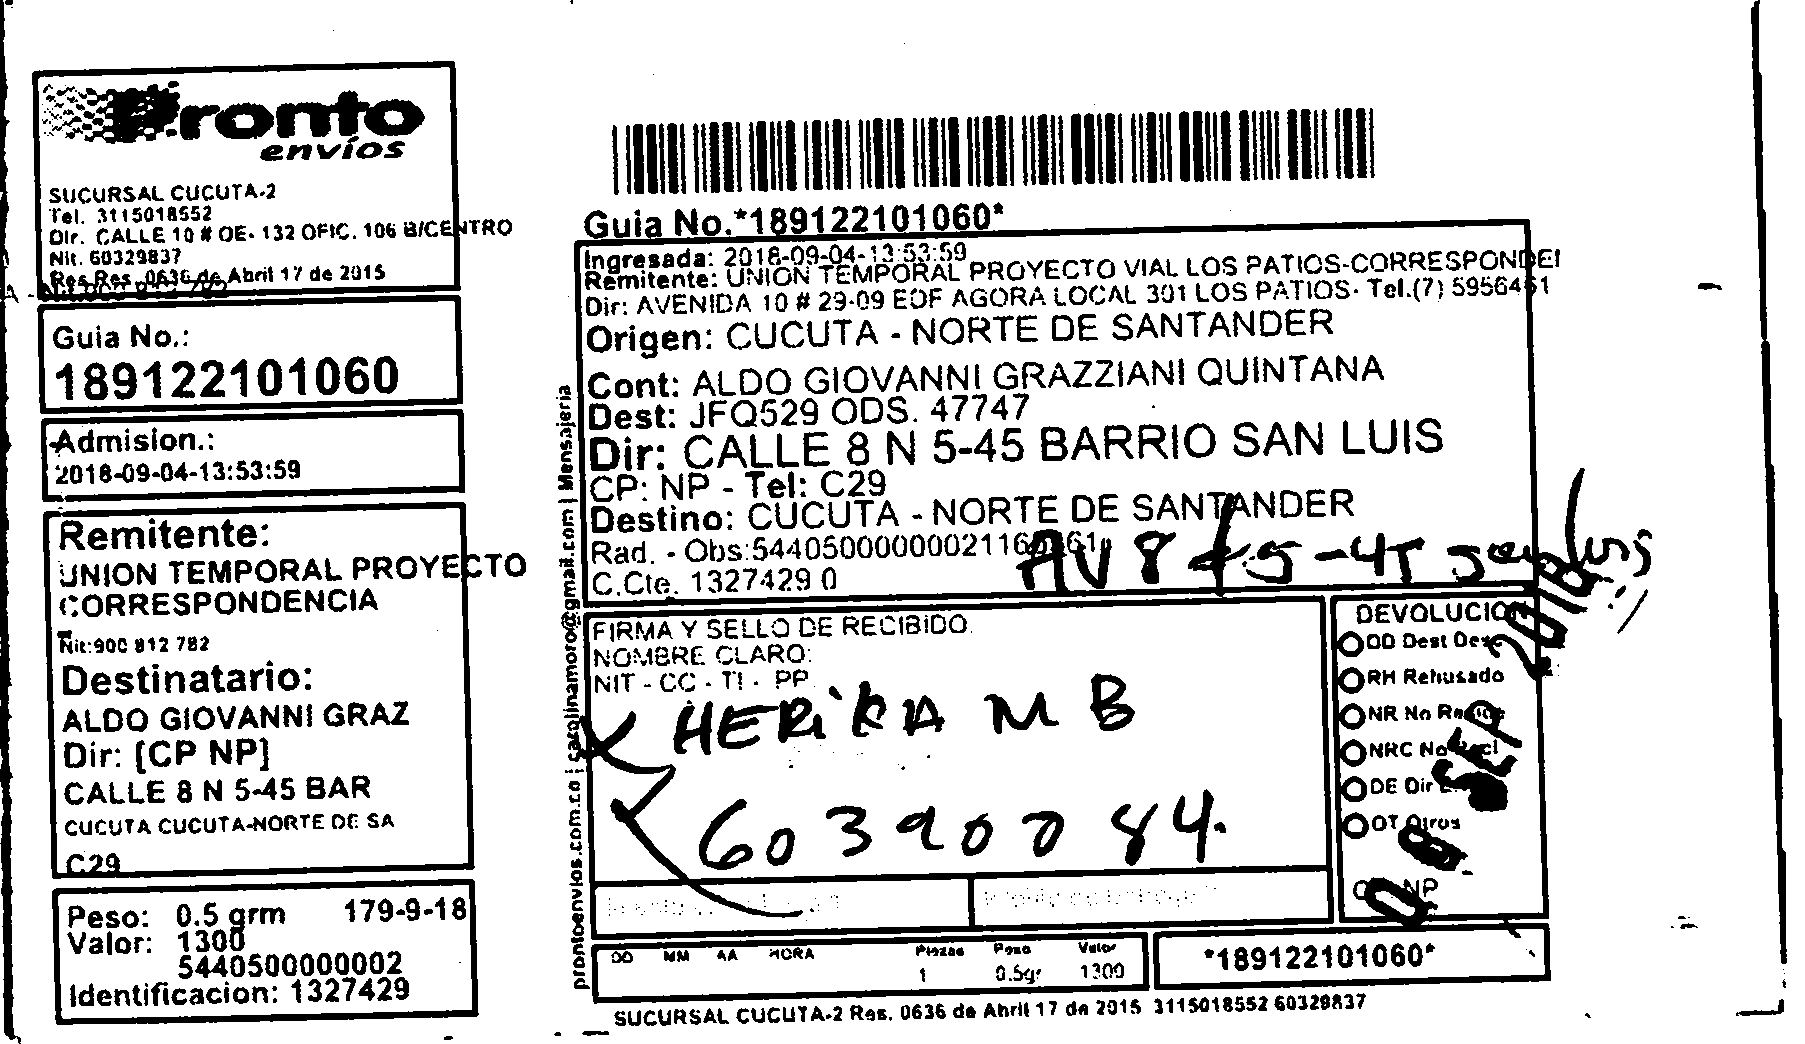 Pronto
envíos
SUCURSAL CUCUTA-2
Tel. 3115018552
Dir. CALLE 10 # OE- 132 OFIC. 106 B/CENTRO
Nit. 60329837
Res.Res. 0636 de Abril 17 de 2015
Guia No.:
189122101060
Admision.:
2018-09-04-13:53:59
Remitente:
UNION TEMPORAL PROYECTO
CORRESPONDENCIA
Nit:900 812 782
Destinatario:
ALDO GIOVANNI GRAZ
Dir: [CP NP]
CALLE 8 N 5-45 BAR
CUCUTA CUCUTA-NORTE DE SA
C29
Peso: 0.5 grm 179-9-18
Valor: 1300
5440500000002
Identificacion: 1327429
prontoenvios.com.co | carolinamoro@gmail.com | Mensajeria
Guia No.*189122101060*
Ingresada: 2018-09-04-13:53:59
Remitente: UNION TEMPORAL PROYECTO VIAL LOS PATIOS-CORRESPONDEI
Dir: AVENIDA 10 # 29-09 EOF AGORA LOCAL 301 LOS PATIOS- Tel.(7) 5956451
Origen: CUCUTA - NORTE DE SANTANDER
Cont: ALDO GIOVANNI GRAZZIANI QUINTANA
Dest: JFQ529 ODS. 47747
Dir: CALLE 8 N 5-45 BARRIO SAN LUIS
CP: NP - Tel: C29
Destino: CUCUTA - NORTE DE SANTANDER
Rad. - Obs:
C.Cte. 1327429 0
AV 8 # 5-45 San Luis
FIRMA Y SELLO DE RECIBIDO
NOMBRE CLARO:
NIT - CC - TI - PP
HERIKA M B
60390084.
DEVOLUCION
DD Dest Desc
RH Rehusado
NR No
NRC No
DE Dir
OT Otros
NP
DD MM AA HORA Piezas Peso Valor
1 0.5gr 1300
*189122101060*
SUCURSAL CUCUTA-2 Res. 0636 de Abril 17 de 2015 3115018552 60329837